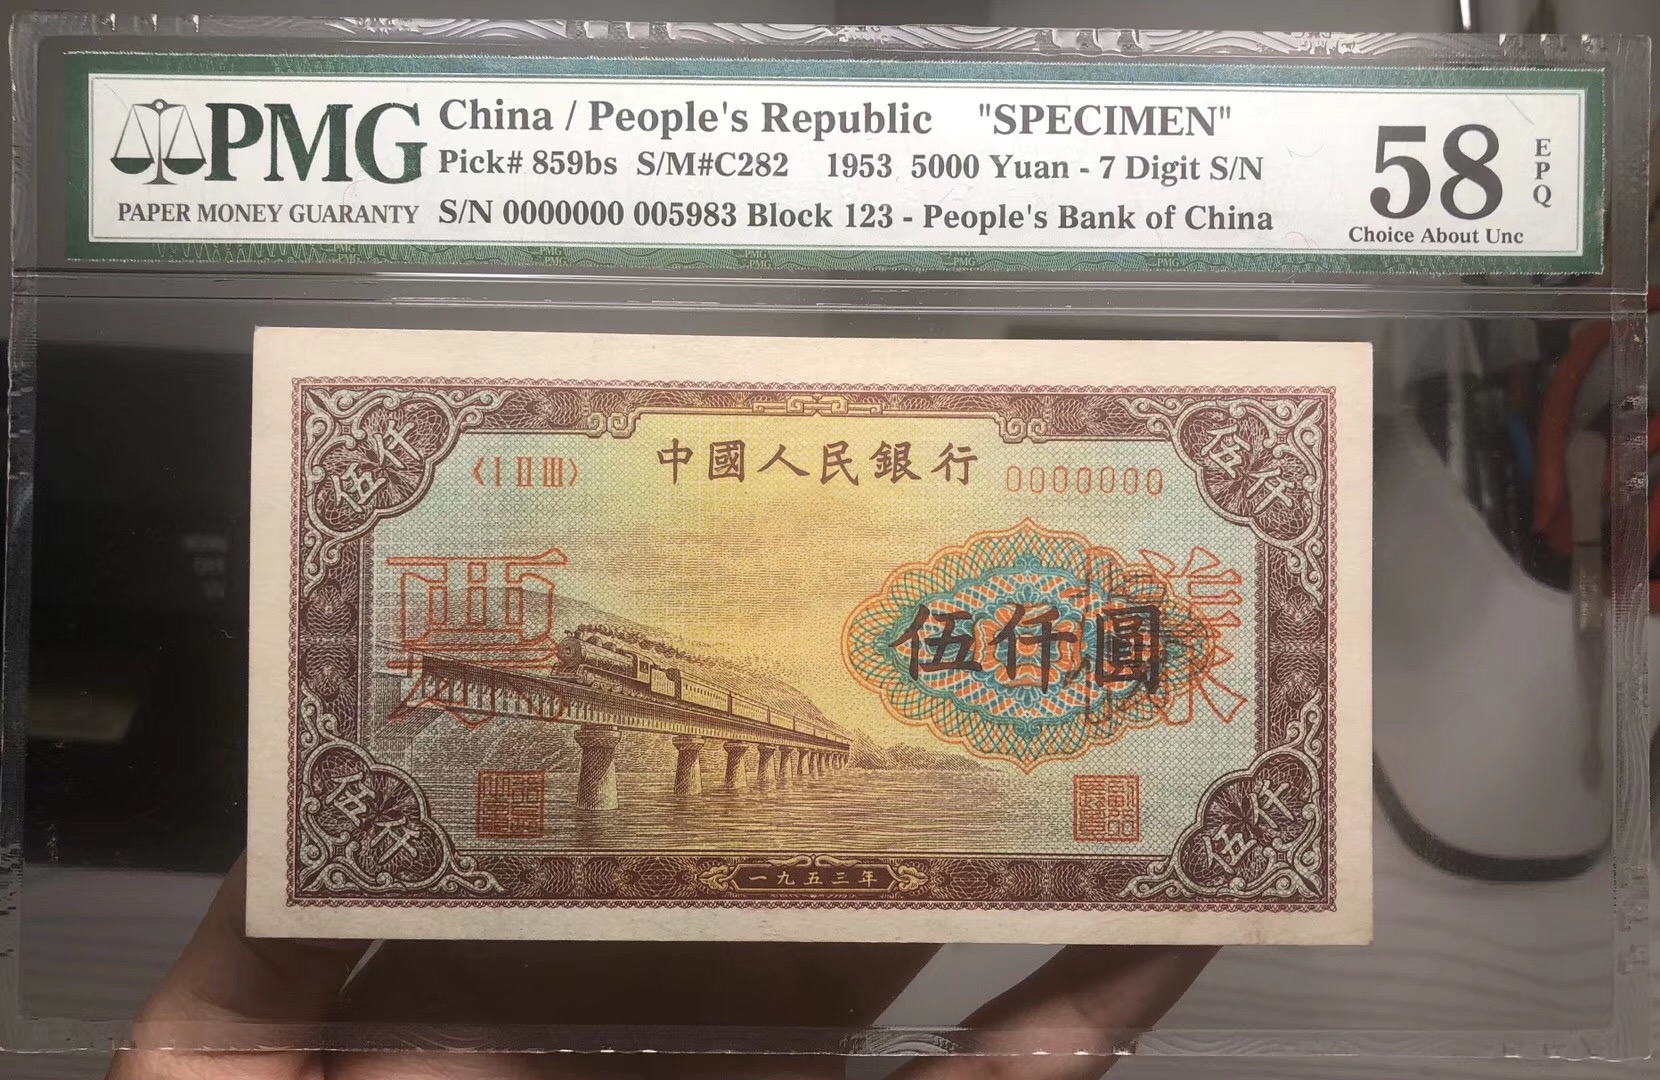 PMG
PAPER MONEY GUARANTY
China / People's Republic "SPECIMEN"
Pick# 859bs S/M#C282 1953 5000 Yuan - 7 Digit S/N
S/N 0000000 005983 Block 123 - People's Bank of China
58
EPQ
Choice About Unc
伍仟
伍仟
中國人民銀行
<I II III>
0000000
票樣
伍仟圓
伍仟
伍仟
一九五三年